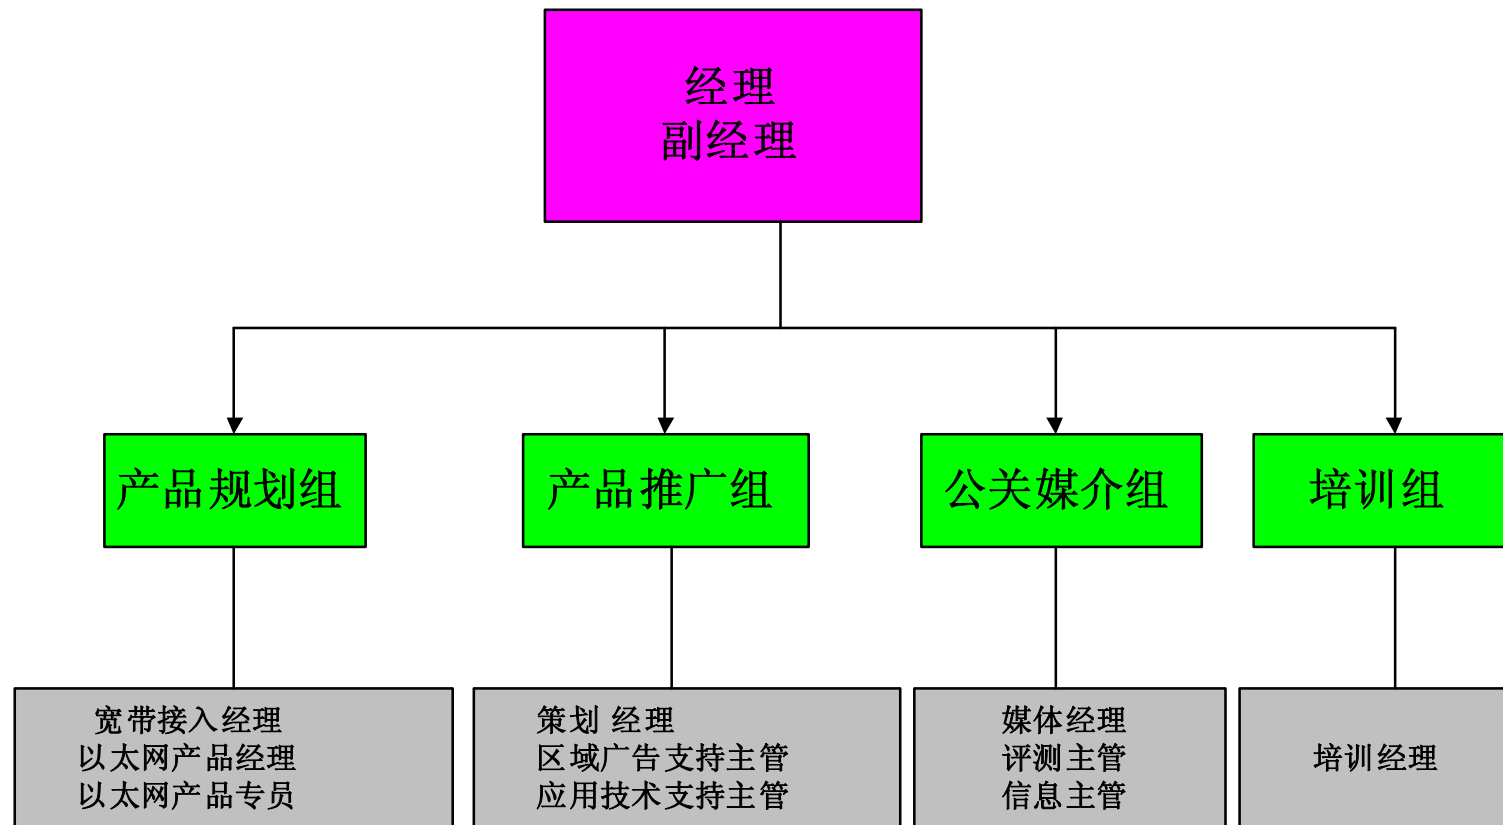 经理
副经理
产品规划组
产品推广组
公关媒介组
培训组
宽带接入经理
以太网产品经理
以太网产品专员
策划 经理
区域广告支持主管
应用技术支持主管
媒体经理
评测主管
信息主管
培训经理